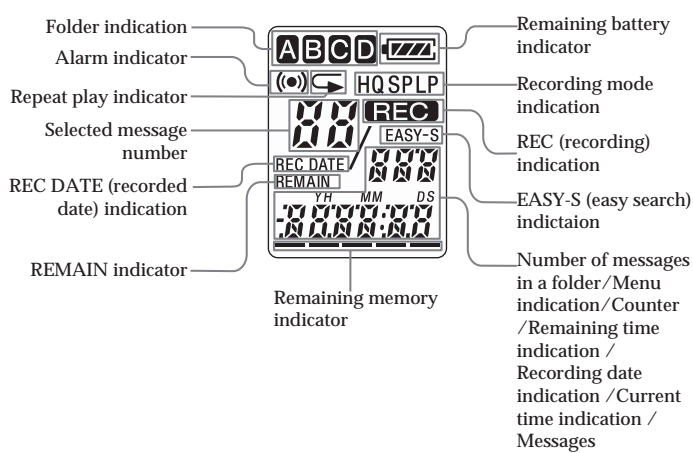 Folder indication
Alarm indicator
Repeat play indicator
Selected message
number
REC DATE (recorded
date) indication
REMAIN indicator
ABCD
HQSPLP
REC
EASY-S
REC DATE
REMAIN
YH MM DS
Remaining memory
indicator
Remaining battery
indicator
Recording mode
indication
REC (recording)
indication
EASY-S (easy search)
indictaion
Number of messages
in a folder/Menu
indication/Counter
/Remaining time
indication /
Recording date
indication /Current
time indication /
Messages